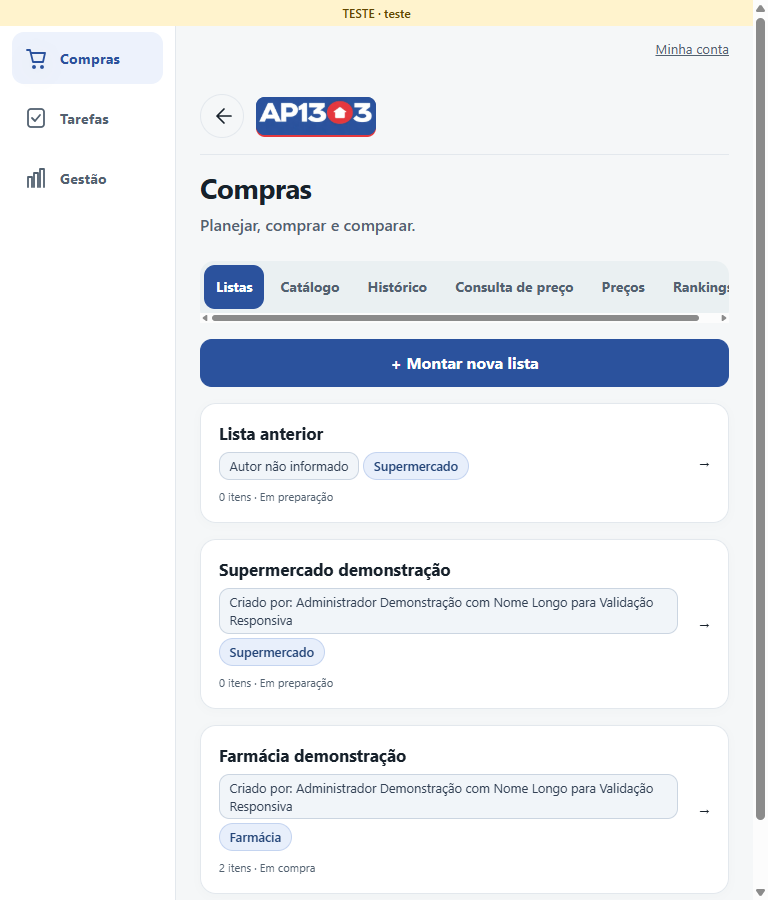 TESTE · teste
Compras
Tarefas
Gestão
Minha conta
AP1303
Compras
Planejar, comprar e comparar.
Listas Catálogo Histórico Consulta de preço Preços Rankings
+ Montar nova lista
Lista anterior
Autor não informado Supermercado
→
0 itens · Em preparação
Supermercado demonstração
Criado por: Administrador Demonstração com Nome Longo para Validação
Responsiva
→
Supermercado
0 itens · Em preparação
Farmácia demonstração
Criado por: Administrador Demonstração com Nome Longo para Validação
Responsiva
→
Farmácia
2 itens · Em compra